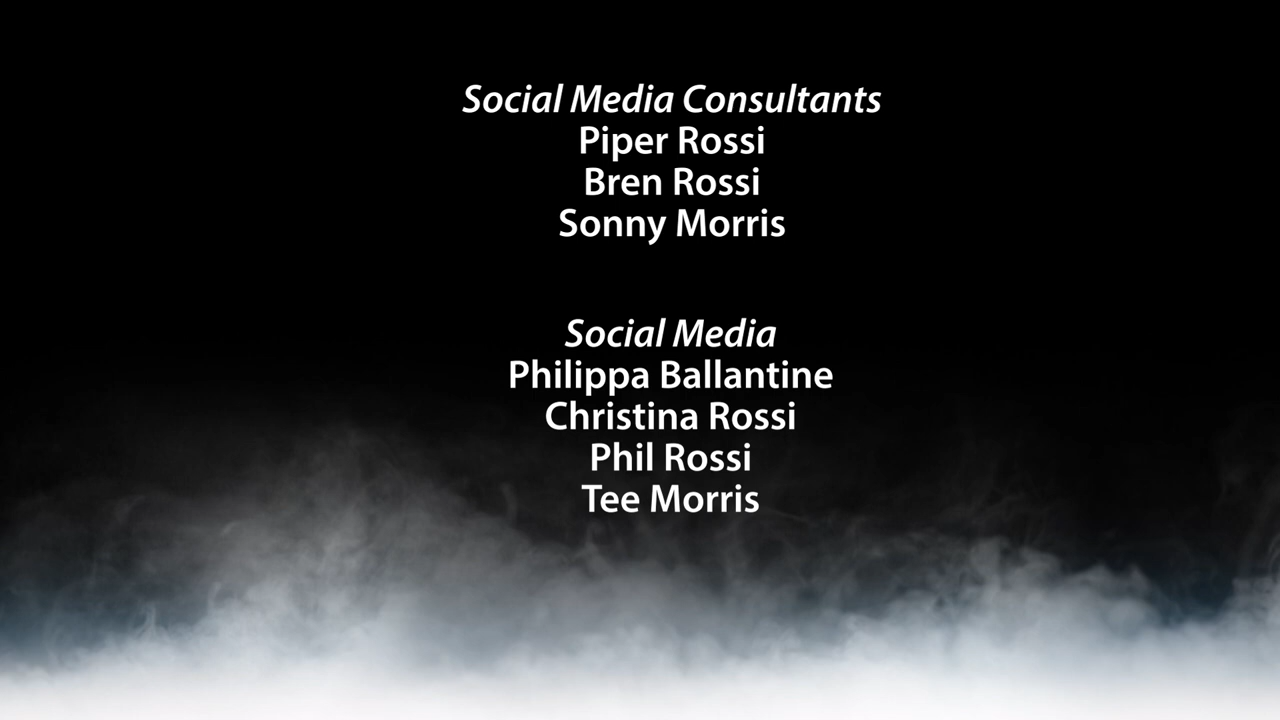 Social Media Consultants
Piper Rossi
Bren Rossi
Sonny Morris
Social Media
Philippa Ballantine
Christina Rossi
Phil Rossi
Tee Morris